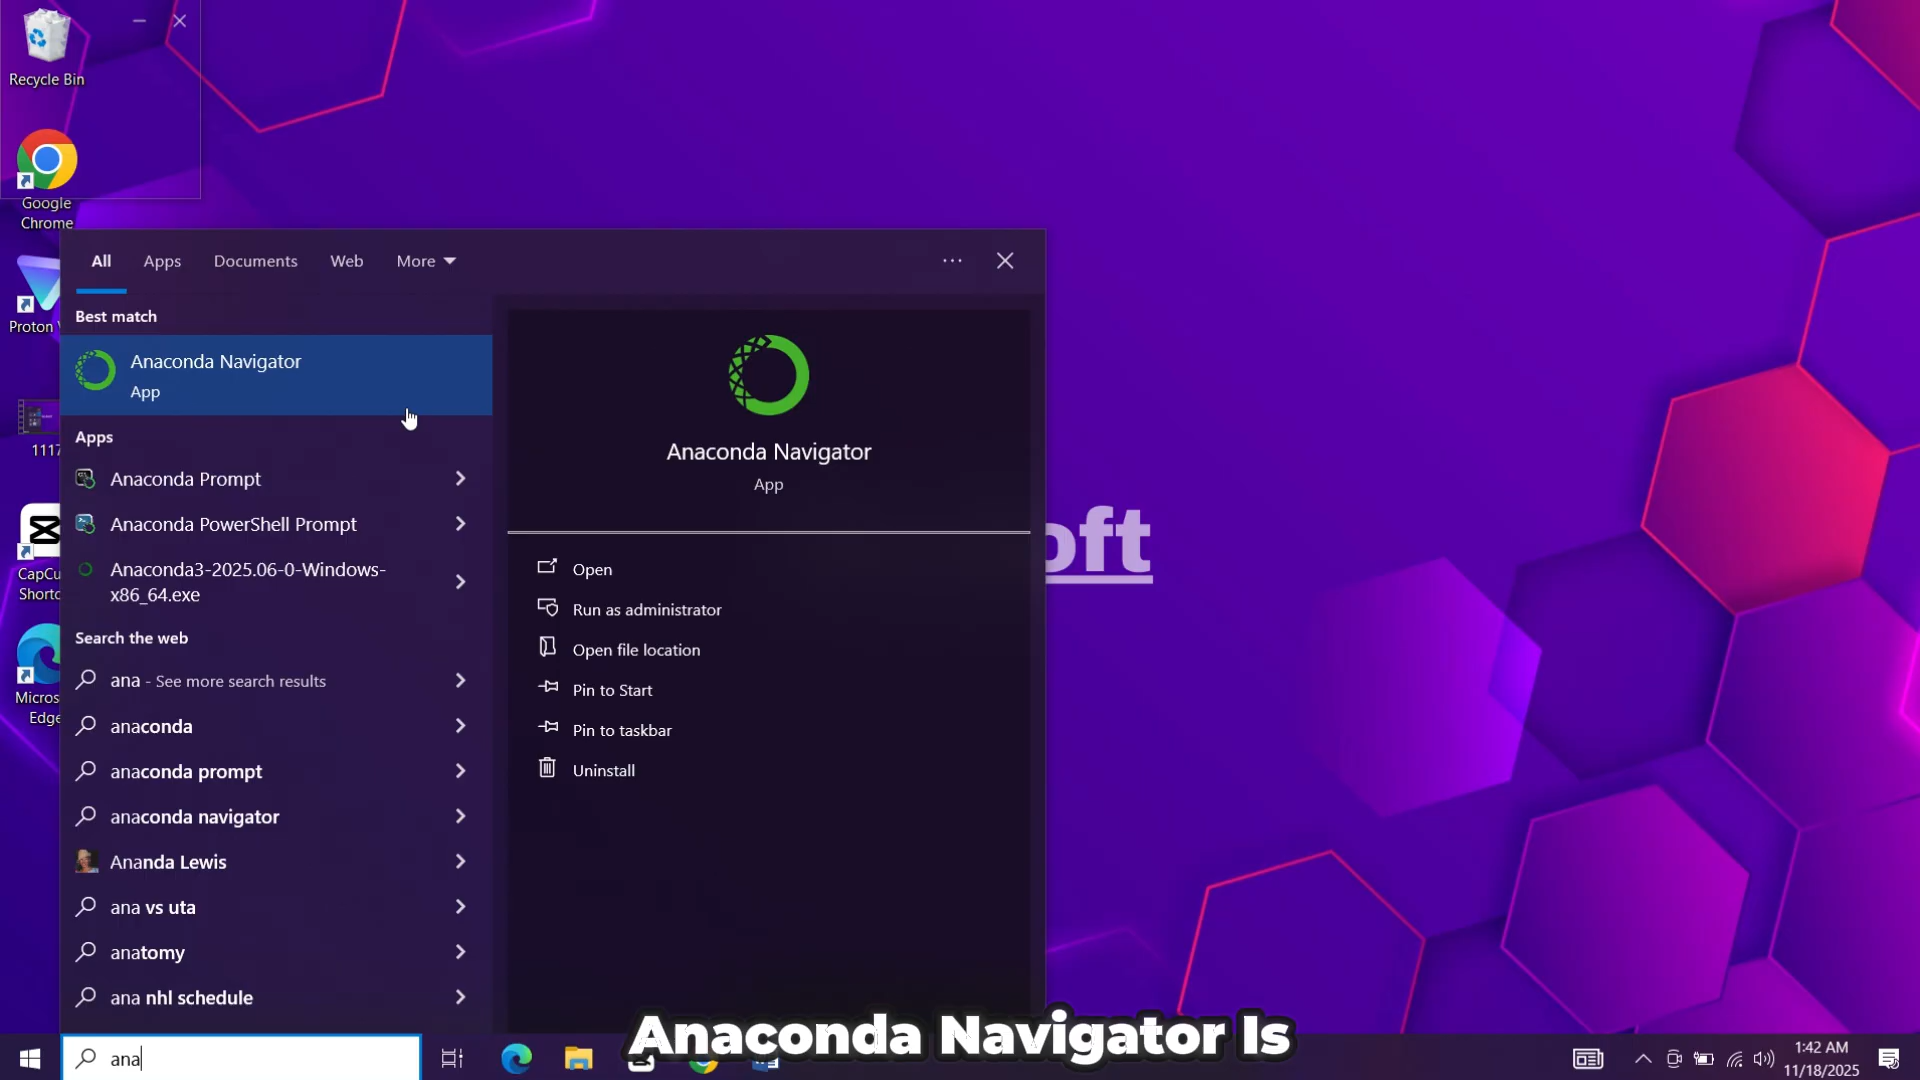 Recycle Bin
Google
Chrome
Proton
1117
CapCu
Shortc
Micros
Edge
All Apps Documents Web More
Best match
Anaconda Navigator
App
Apps
Anaconda Prompt
Anaconda PowerShell Prompt
Anaconda3-2025.06-0-Windows-
x86_64.exe
Search the web
ana - See more search results
anaconda
anaconda prompt
anaconda navigator
Ananda Lewis
ana vs uta
anatomy
ana nhl schedule
Anaconda Navigator
App
Open
Run as administrator
Open file location
Pin to Start
Pin to taskbar
Uninstall
oft
Anaconda Navigator Is
ana
1:42 AM
11/18/2025